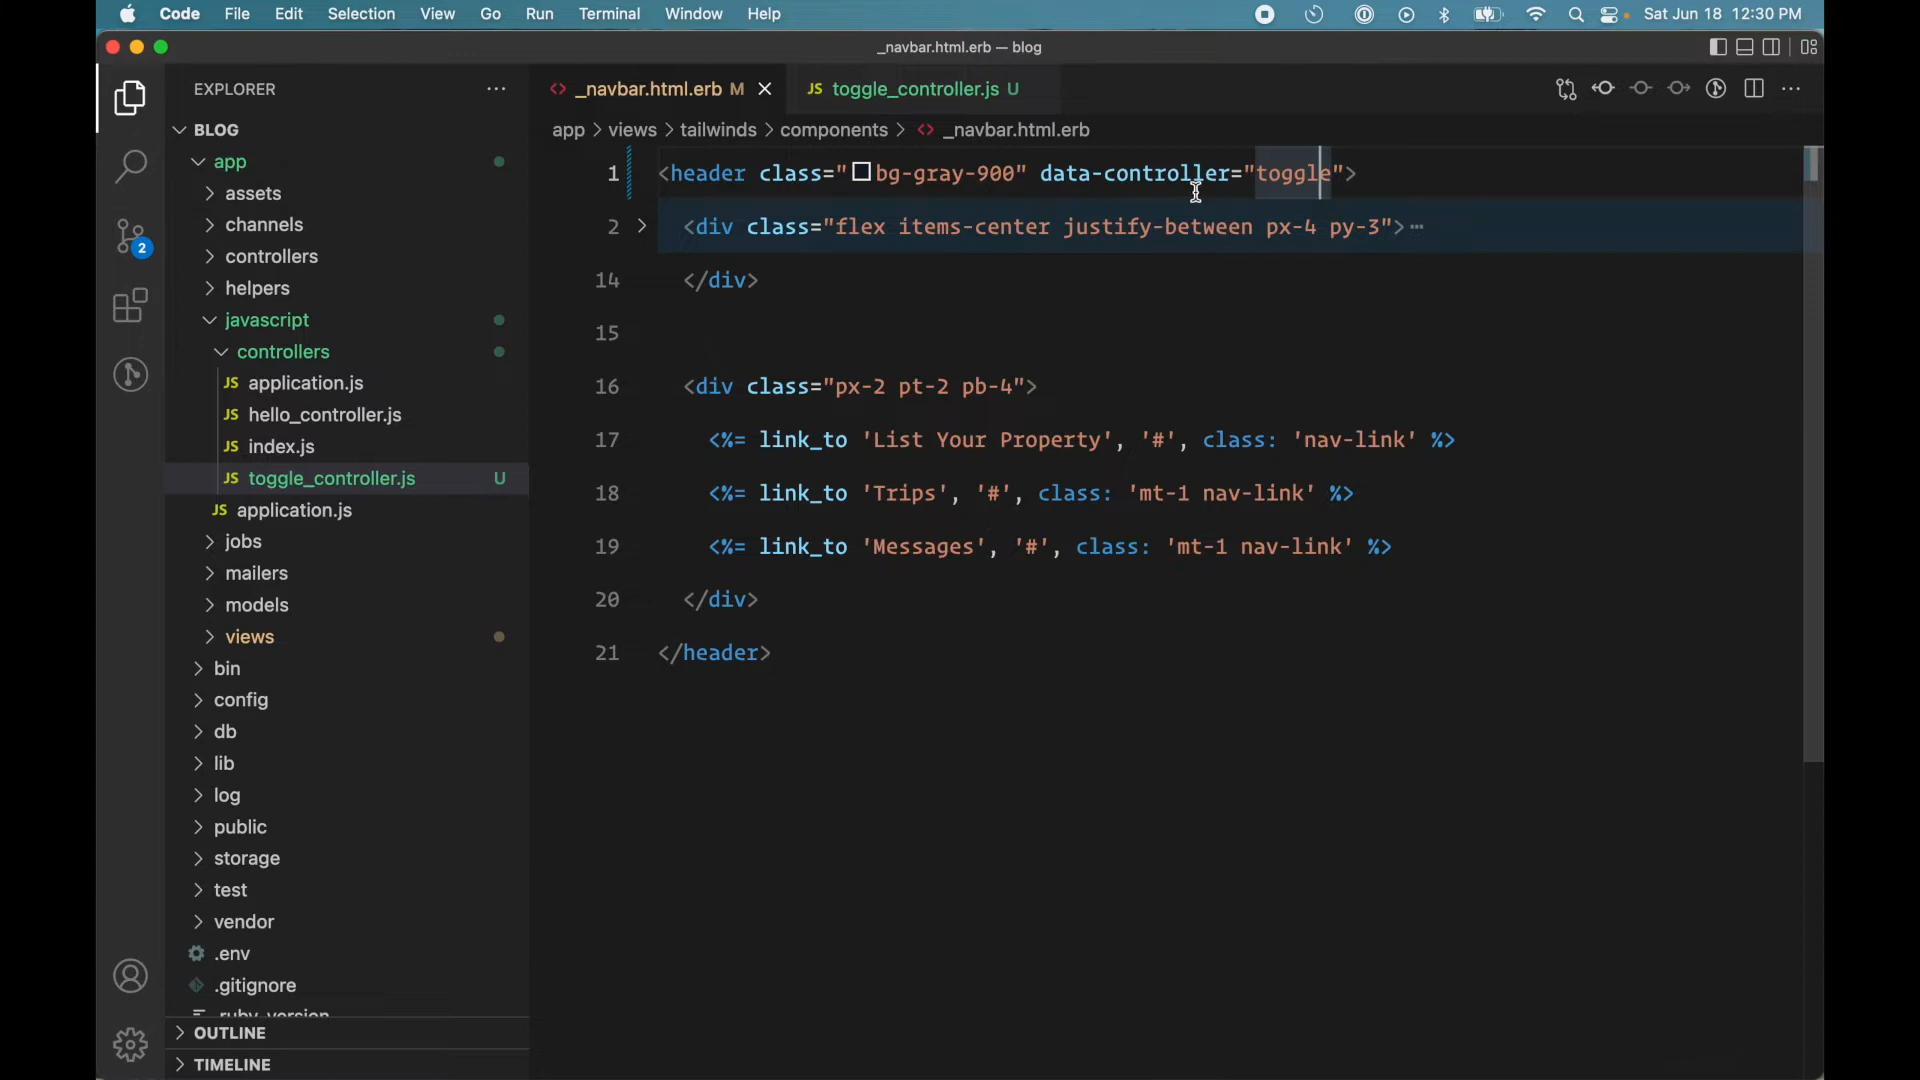 Code File Edit Selection View Go Run Terminal Window Help Sat Jun 18 12:30 PM
_navbar.html.erb — blog
EXPLORER
_navbar.html.erb M
JS toggle_controller.js U
BLOG
app > views > tailwinds > components > _navbar.html.erb
app
assets
channels
controllers
helpers
javascript
controllers
JS application.js
JS hello_controller.js
JS index.js
JS toggle_controller.js U
JS application.js
jobs
mailers
models
views
bin
config
db
lib
log
public
storage
test
vendor
.env
.gitignore
.ruby_version
OUTLINE
TIMELINE
2
1 <header class="bg-gray-900" data-controller="toggle">
2 <div class="flex items-center justify-between px-4 py-3">…
14 </div>
15
16 <div class="px-2 pt-2 pb-4">
17 <%= link_to 'List Your Property', '#', class: 'nav-link' %>
18 <%= link_to 'Trips', '#', class: 'mt-1 nav-link' %>
19 <%= link_to 'Messages', '#', class: 'mt-1 nav-link' %>
20 </div>
21 </header>